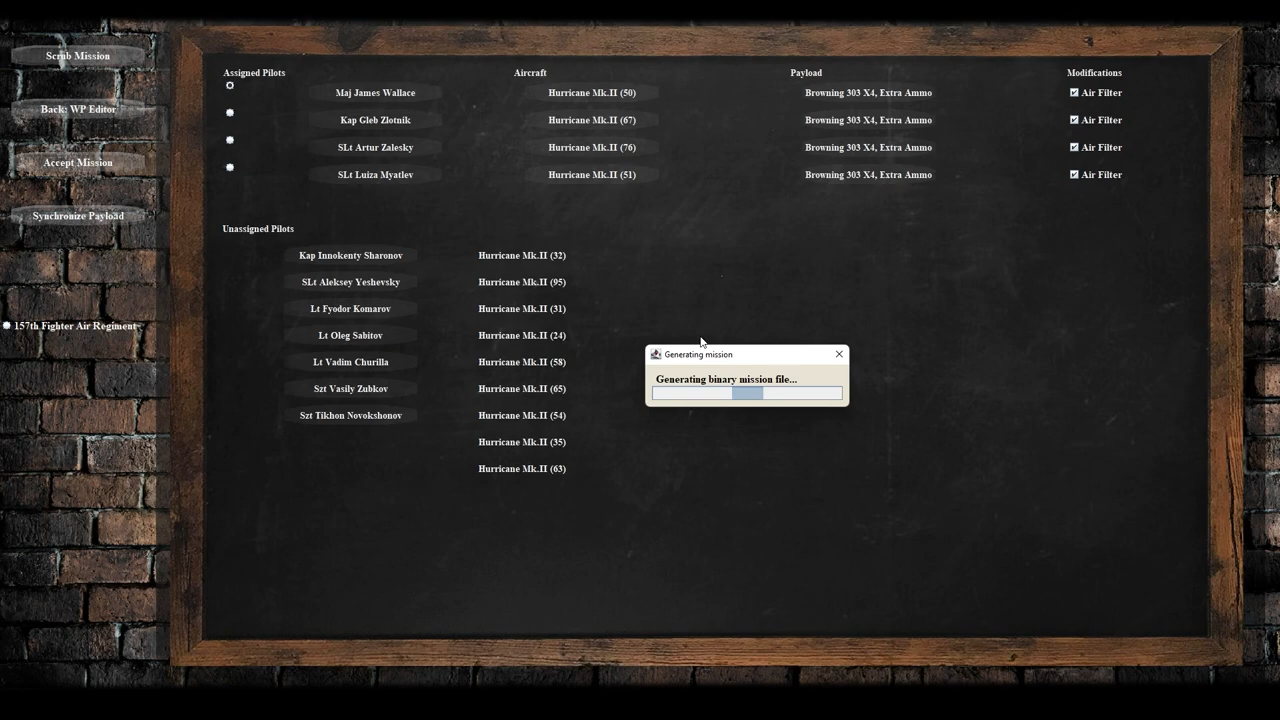 Scrub Mission
Back: WP Editor
Accept Mission
Synchronize Payload
157th Fighter Air Regiment
Assigned Pilots Aircraft Payload Modifications
Maj James Wallace Hurricane Mk.II (50) Browning 303 X4, Extra Ammo Air Filter
Kap Gleb Zlotnik Hurricane Mk.II (67) Browning 303 X4, Extra Ammo Air Filter
SLt Artur Zalesky Hurricane Mk.II (76) Browning 303 X4, Extra Ammo Air Filter
SLt Luiza Myatlev Hurricane Mk.II (51) Browning 303 X4, Extra Ammo Air Filter
Unassigned Pilots
Kap Innokenty Sharonov Hurricane Mk.II (32)
SLt Aleksey Yeshevsky Hurricane Mk.II (95)
Lt Fyodor Komarov Hurricane Mk.II (31)
Lt Oleg Sabitov Hurricane Mk.II (24)
Lt Vadim Churilla Hurricane Mk.II (58)
Szt Vasily Zubkov Hurricane Mk.II (65)
Szt Tikhon Novokshonov Hurricane Mk.II (54)
Hurricane Mk.II (35)
Hurricane Mk.II (63)
Generating mission
Generating binary mission file...